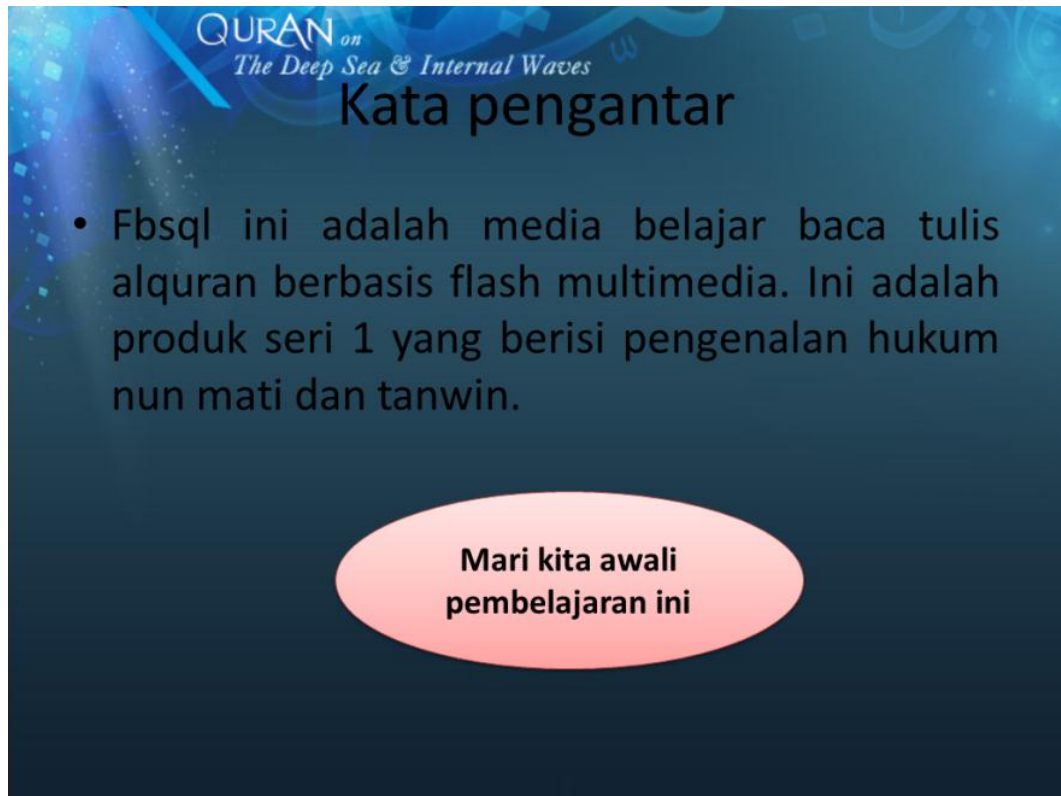 QURAN on
The Deep Sea & Internal Waves
Kata pengantar
• Fbsql ini adalah media belajar baca tulis
alquran berbasis flash multimedia. Ini adalah
produk seri 1 yang berisi pengenalan hukum
nun mati dan tanwin.
Mari kita awali
pembelajaran ini